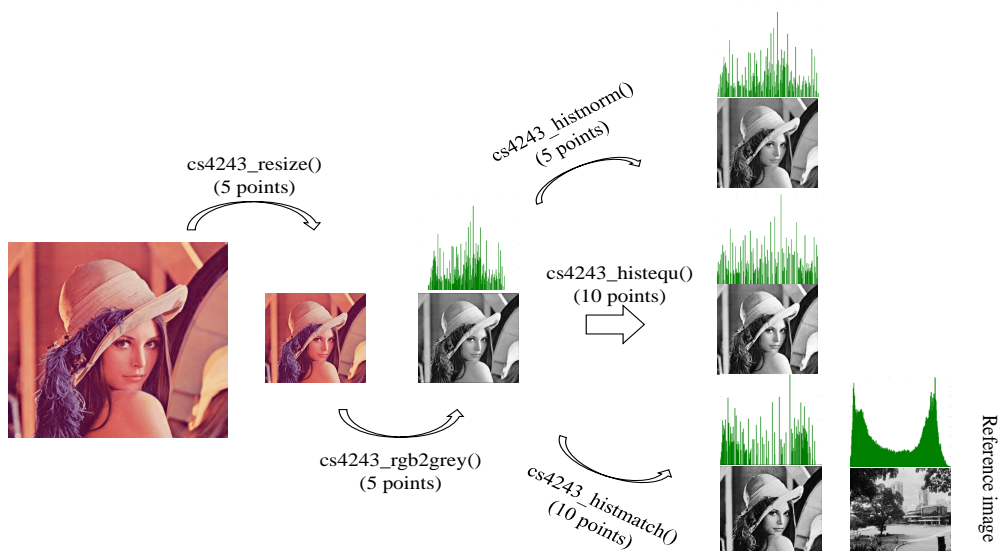 cs4243_resize()
(5 points)
cs4243_histnorm()
(5 points)
cs4243_histequ()
(10 points)
cs4243_rgb2grey()
(5 points)
cs4243_histmatch()
(10 points)
Reference image